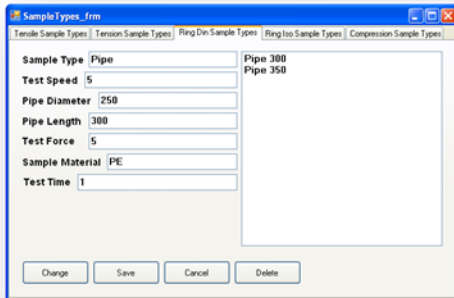 SampleTypes_frm
Tensile Sample Types Tension Sample Types Ring Din Sample Types Ring Iso Sample Types Compression Sample Types
Sample Type Pipe
Test Speed 5
Pipe Diameter 250
Pipe Length 300
Test Force 5
Sample Material PE
Test Time 1
Pipe 300
Pipe 350
Change Save Cancel Delete